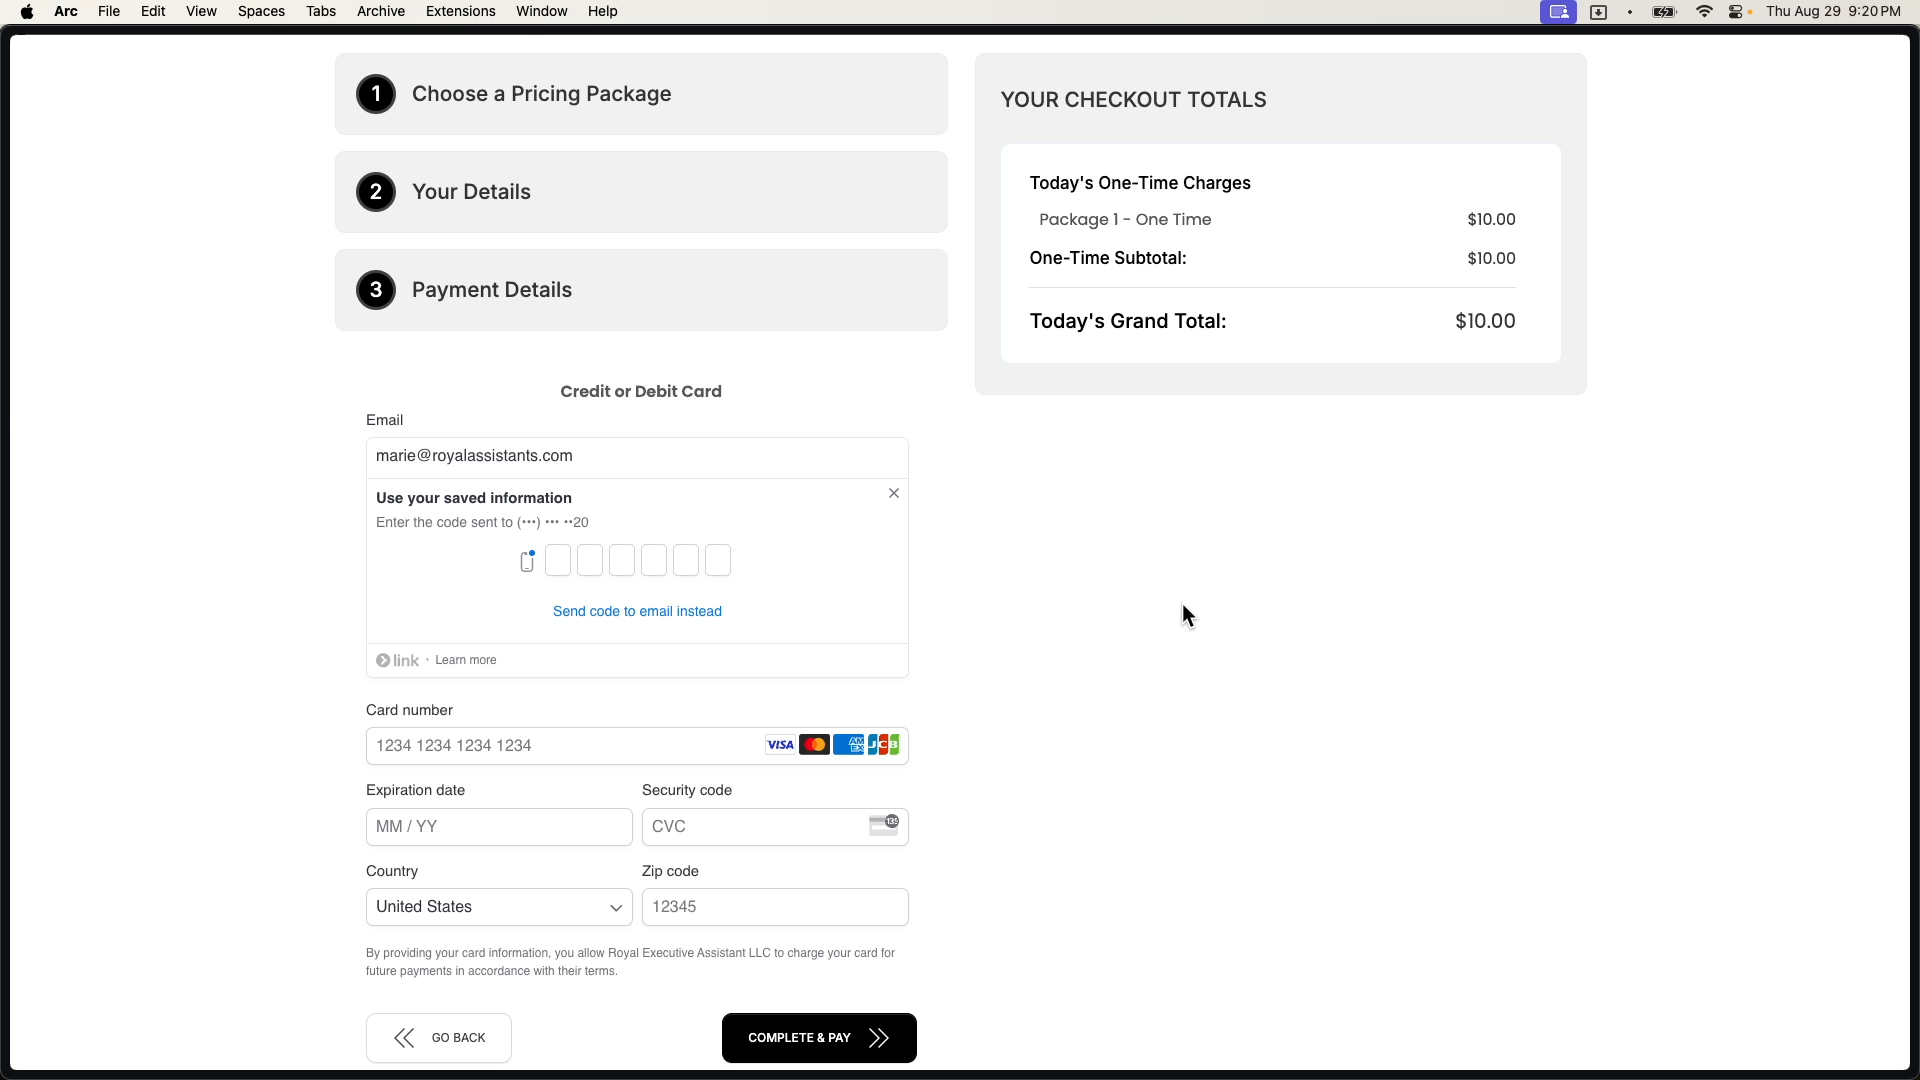 Arc File Edit View Spaces Tabs Archive Extensions Window Help Thu Aug 29 9:20 PM
1 Choose a Pricing Package
2 Your Details
3 Payment Details
YOUR CHECKOUT TOTALS
Today's One-Time Charges
Package 1 - One Time $10.00
One-Time Subtotal: $10.00
Today's Grand Total: $10.00
Credit or Debit Card
Email
marie@royalassistants.com
Use your saved information
Enter the code sent to (•••) ••• ••20
Send code to email instead
link · Learn more
Card number
1234 1234 1234 1234 VISA AMEX JCB
Expiration date Security code
MM / YY CVC 135
Country Zip code
United States 12345
By providing your card information, you allow Royal Executive Assistant LLC to charge your card for
future payments in accordance with their terms.
GO BACK COMPLETE & PAY